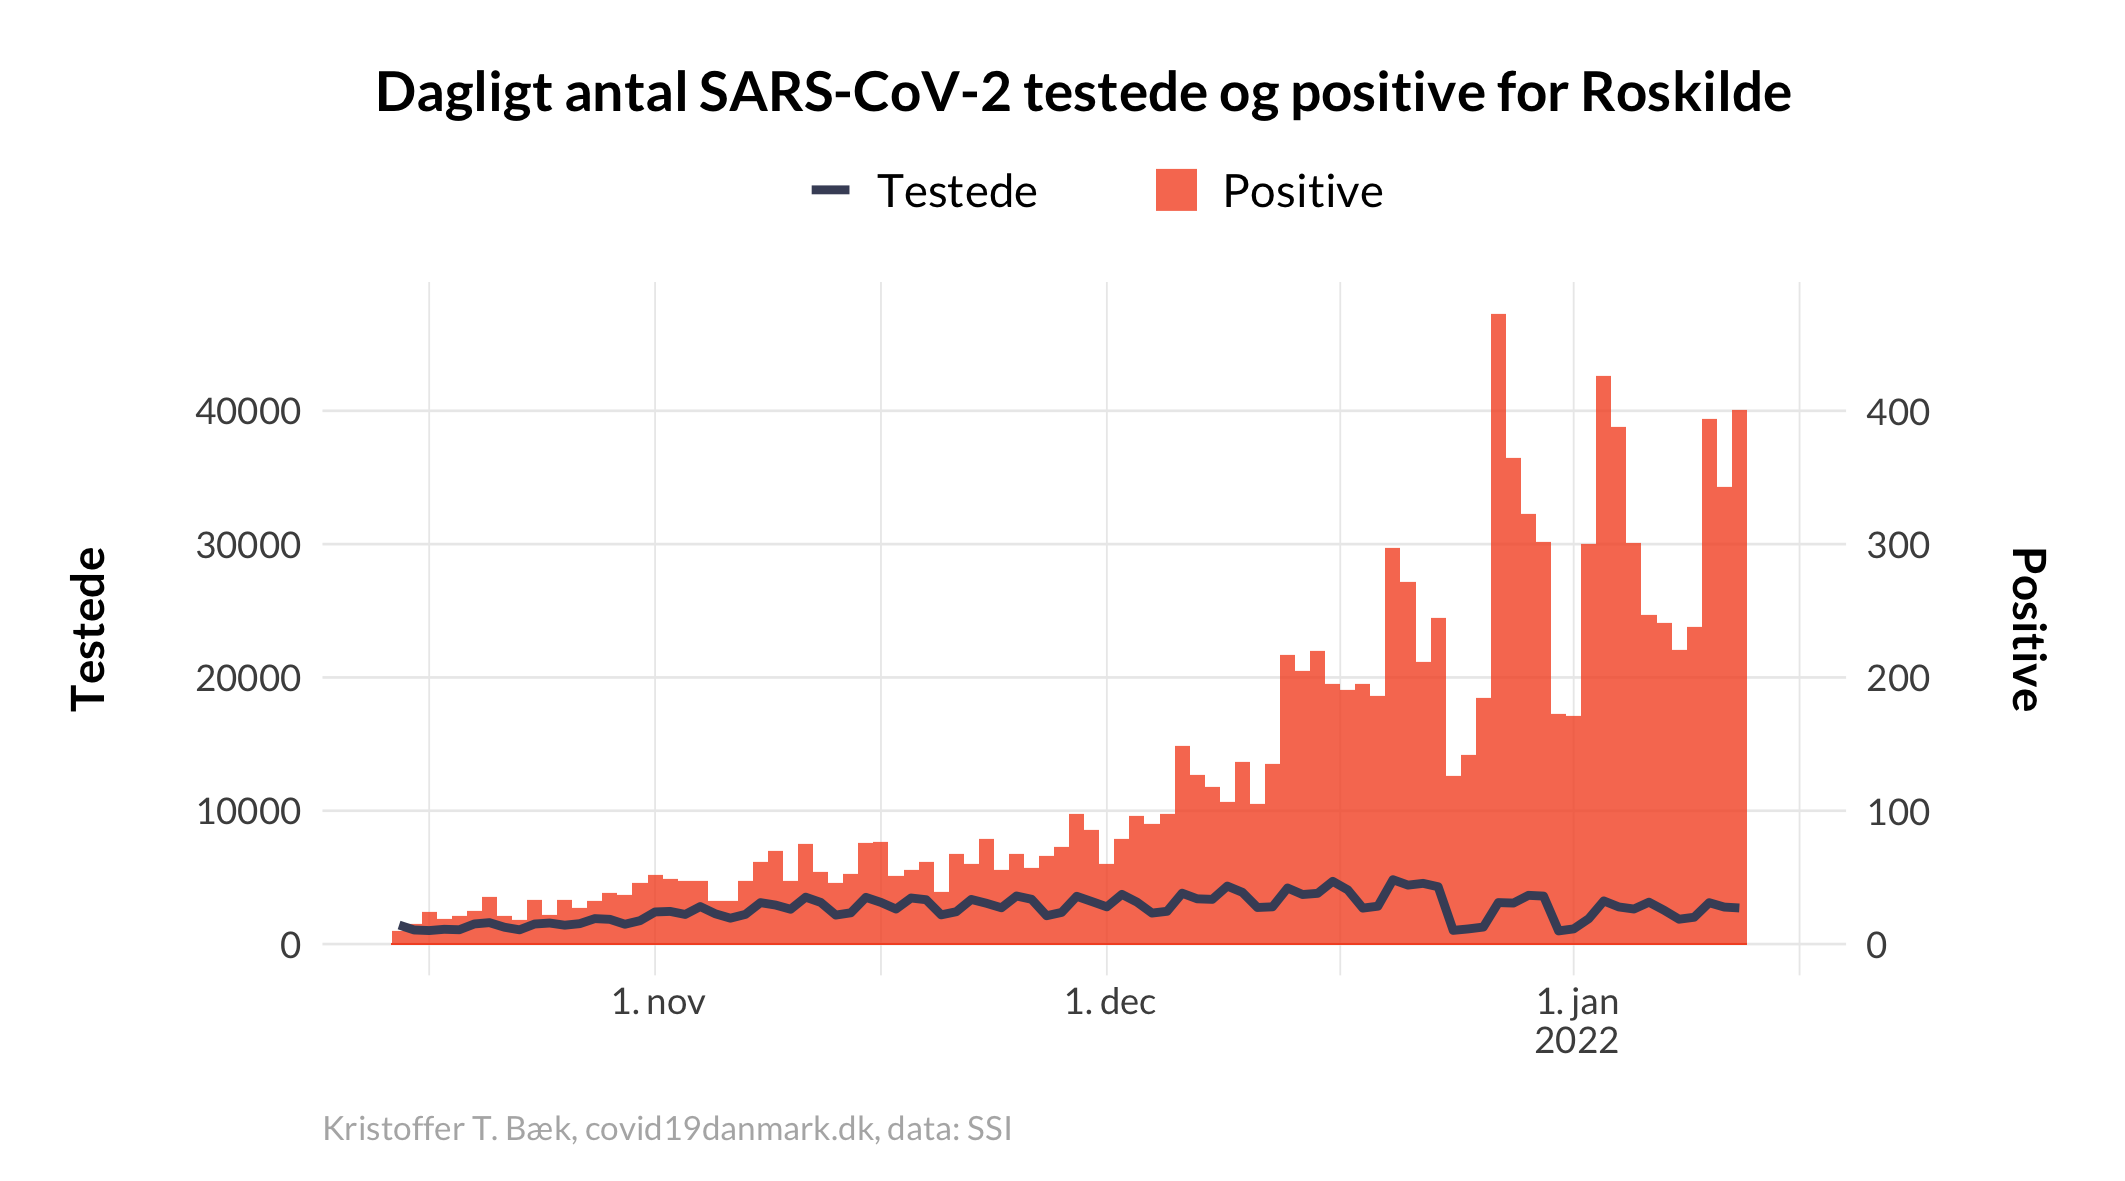 Dagligt antal SARS-CoV-2 testede og positive for Roskilde
Testede
Positive
Testede
40000
30000
20000
10000
0
400
300
200
100
0
Positive
1. nov
1. dec
1. jan
2022
Kristoffer T. Bæk, covid19danmark.dk, data: SSI